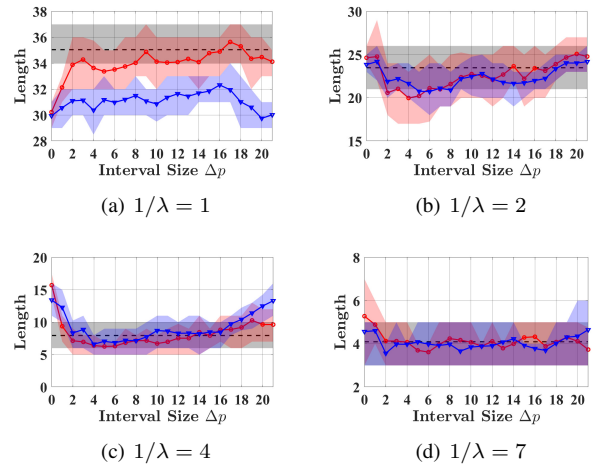 38
36
34
32
30
28
Length
0 2 4 6 8 10 12 14 16 18 20
Interval Size Δp
(a) 1/λ = 1
30
25
20
15
10
Length
0 2 4 6 8 10 12 14 16 18 20
Interval Size Δp
(b) 1/λ = 2
20
15
10
5
0
Length
0 2 4 6 8 10 12 14 16 18 20
Interval Size Δp
(c) 1/λ = 4
8
6
4
2
Length
0 2 4 6 8 10 12 14 16 18 20
Interval Size Δp
(d) 1/λ = 7